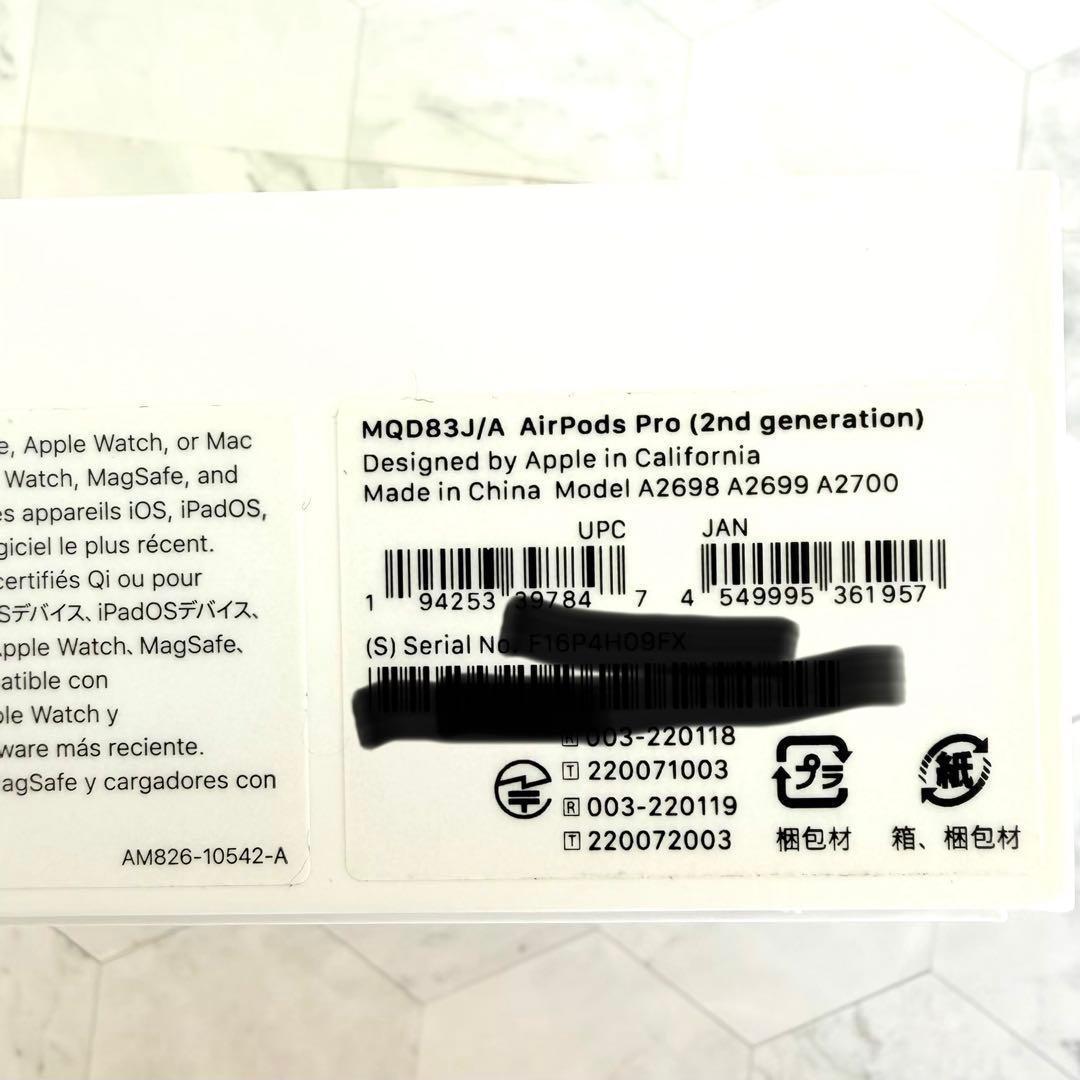 e, Apple Watch, or Mac
Watch, MagSafe, and
es appareils iOS, iPadOS,
giciel le plus récent.
certifiés Qi ou pour
Sデバイス、iPadOSデバイス、
Apple Watch、MagSafe、
atible con
ole Watch y
ware más reciente.
agSafe y cargadores con
AM826-10542-A
MQD83J/A AirPods Pro (2nd generation)
Designed by Apple in California
Made in China Model A2698 A2699 A2700
UPC JAN
1 94253 39784 7 4 549995 361957
(S) Serial No.
R 003-220118
T 220071003
R 003-220119
T 220072003
プラ
梱包材
紙
箱、梱包材